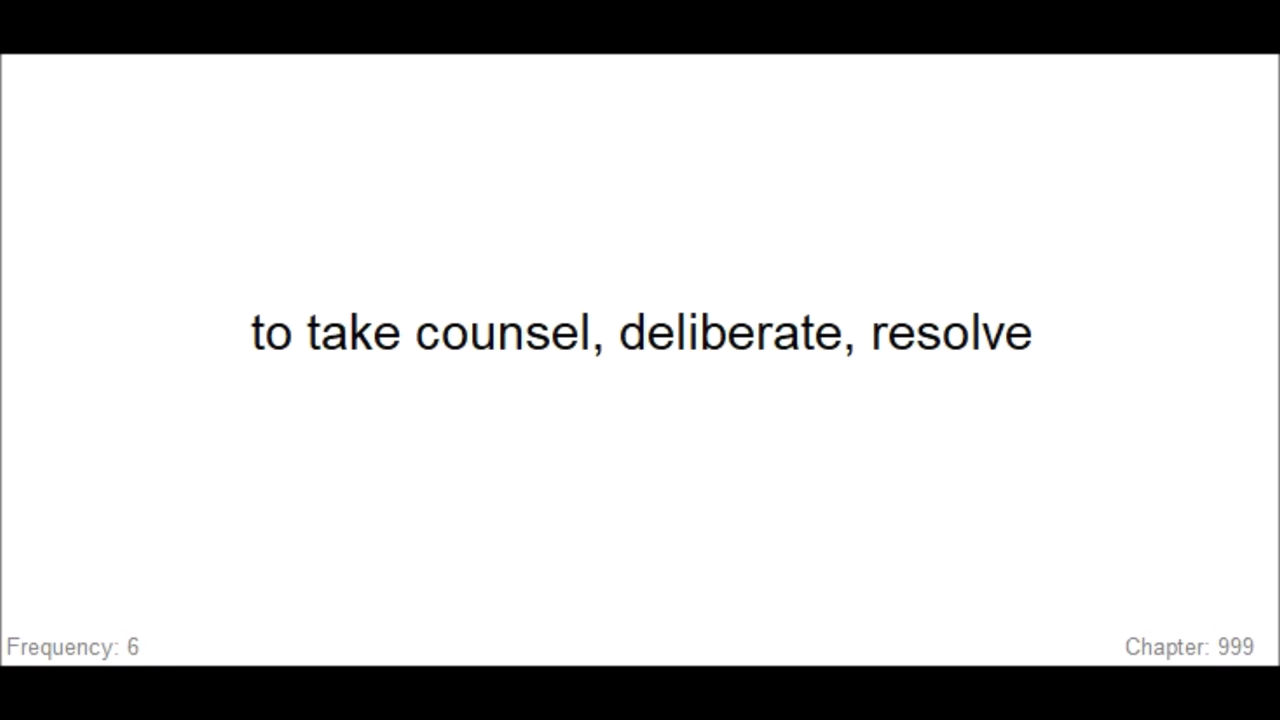 to take counsel, deliberate, resolve
Frequency: 6
Chapter: 999